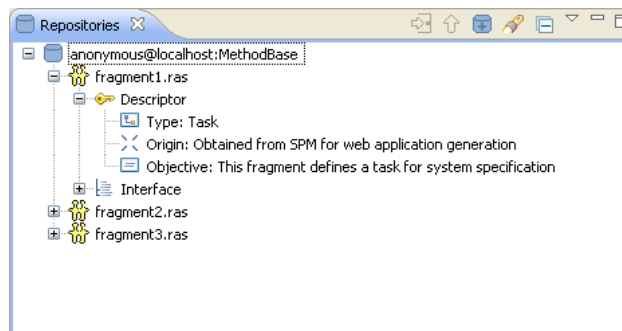 Repositories
anonymous@localhost:MethodBase
fragment1.ras
Descriptor
Type: Task
Origin: Obtained from SPM for web application generation
Objective: This fragment defines a task for system specification
Interface
fragment2.ras
fragment3.ras